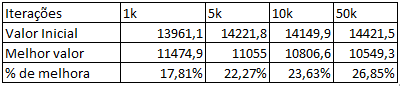 Iterações 1k 5k 10k 50k
Valor Inicial 13961,1 14221,8 14149,9 14421,5
Melhor valor 11474,9 11055 10806,6 10549,3
% de melhora 17,81% 22,27% 23,63% 26,85%